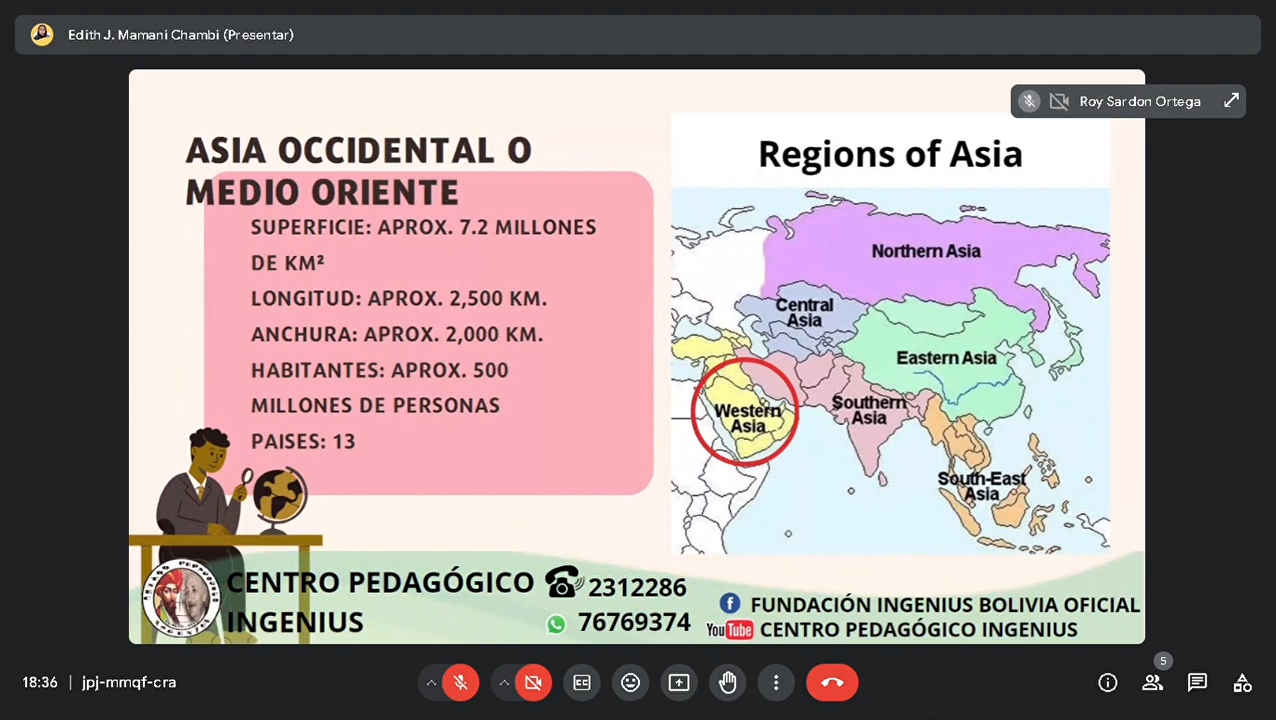 Edith J. Mamani Chambi (Presentar)
Roy Sardon Ortega
ASIA OCCIDENTAL O
MEDIO ORIENTE
SUPERFICIE: APROX. 7.2 MILLONES
DE KM²
LONGITUD: APROX. 2,500 KM.
ANCHURA: APROX. 2,000 KM.
HABITANTES: APROX. 500
MILLONES DE PERSONAS
PAISES: 13
Regions of Asia
Northern Asia
Central
Asia
Eastern Asia
Western
Asia
Southern
Asia
South-East
Asia
CENTRO PEDAGÓGICO
INGENIUS
2312286
76769374
FUNDACIÓN INGENIUS BOLIVIA OFICIAL
YouTube CENTRO PEDAGÓGICO INGENIUS
18:36 | jpj-mmqf-cra
5